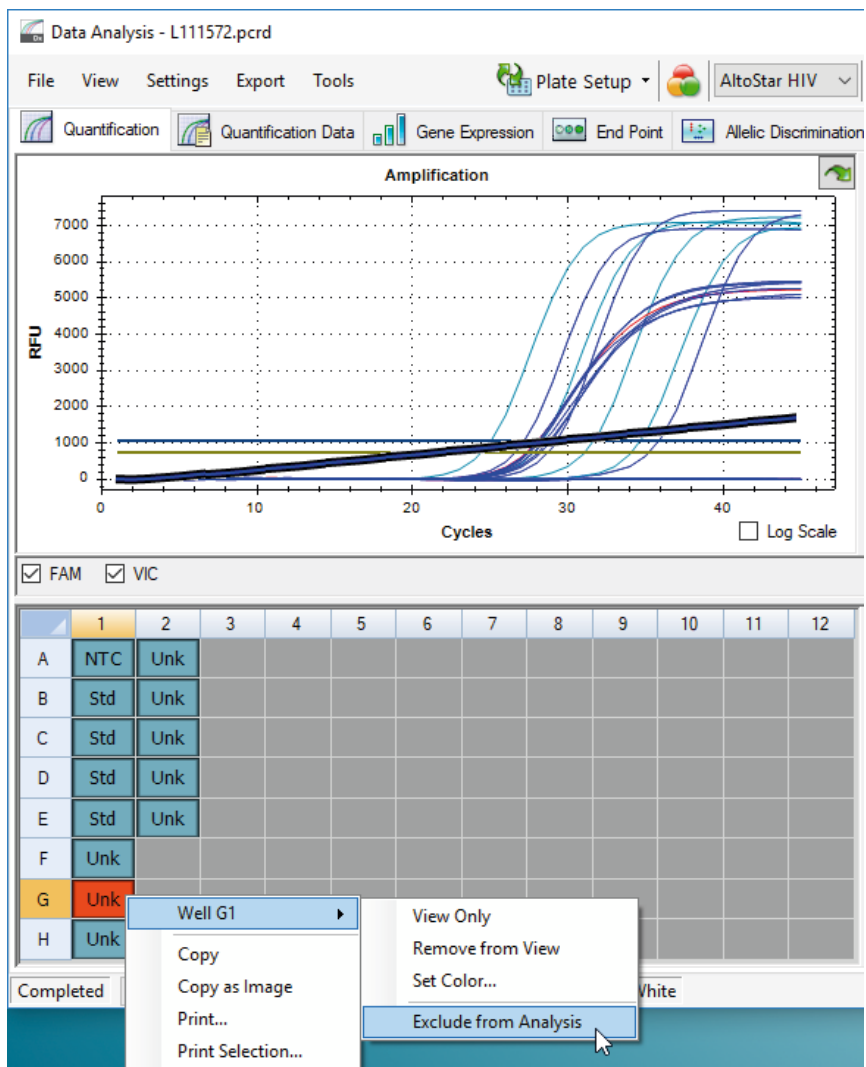 Data Analysis - L111572.pcrd
File View Settings Export Tools Plate Setup AltoStar HIV
Quantification Quantification Data Gene Expression End Point Allelic Discrimination
Amplification
7000
6000
5000
4000
3000
2000
1000
0
RFU
0 10 20 30 40
Cycles
Log Scale
FAM VIC
1 2 3 4 5 6 7 8 9 10 11 12
A NTC Unk
B Std Unk
C Std Unk
D Std Unk
E Std Unk
F Unk
G Unk
H Unk
Well G1
Copy
Copy as Image
Print...
Print Selection...
View Only
Remove from View
Set Color...
Exclude from Analysis
Completed